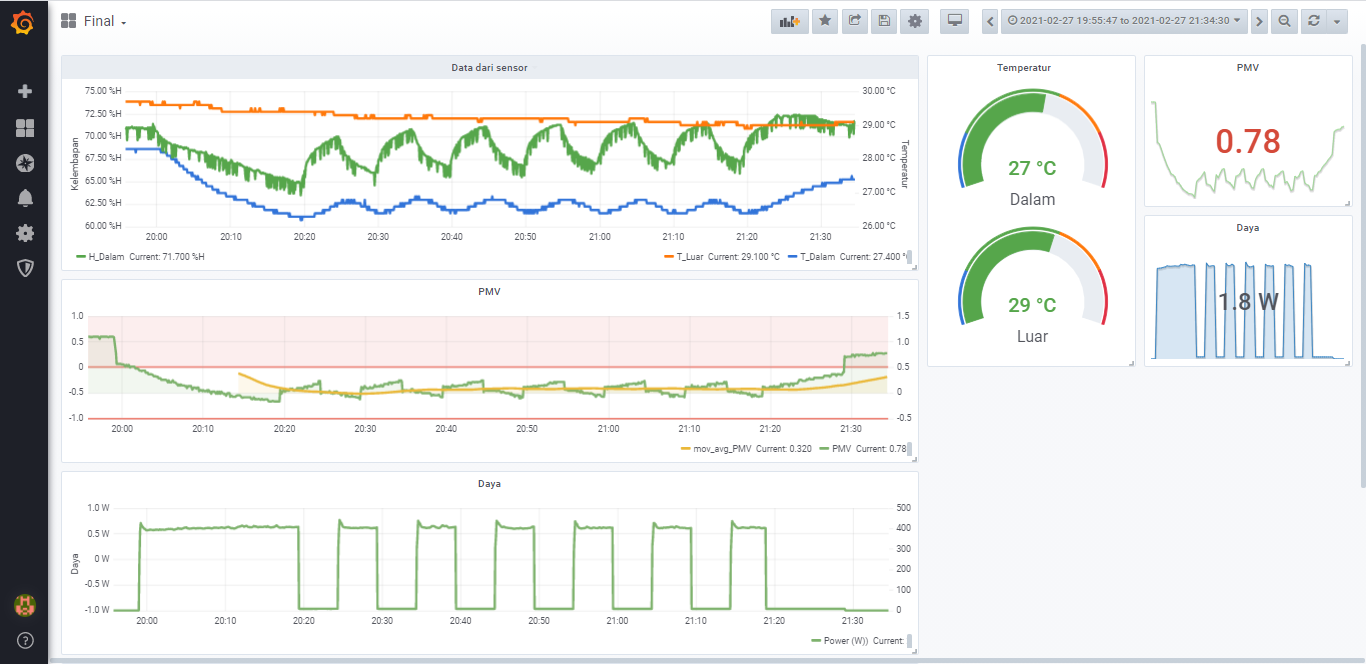 Final
2021-02-27 19:55:47 to 2021-02-27 21:34:30
Data dari sensor
75.00 %H
72.50 %H
70.00 %H
67.50 %H
65.00 %H
62.50 %H
60.00 %H
Kelembapan
30.00 °C
29.00 °C
28.00 °C
27.00 °C
26.00 °C
Temperatur
20:00 20:10 20:20 20:30 20:40 20:50 21:00 21:10 21:20 21:30
H_Dalam Current: 71.700 %H
T_Luar Current: 29.100 °C T_Dalam Current: 27.400 °
PMV
1.0
0.5
0
-0.5
-1.0
1.5
1.0
0.5
0
-0.5
20:00 20:10 20:20 20:30 20:40 20:50 21:00 21:10 21:20 21:30
mov_avg_PMV Current: 0.320 PMV Current: 0.78
Daya
1.0 W
0.5 W
0 W
-0.5 W
-1.0 W
Daya
500
400
300
200
100
0
20:00 20:10 20:20 20:30 20:40 20:50 21:00 21:10 21:20 21:30
Power (W)) Current:
Temperatur
27 °C
Dalam
29 °C
Luar
PMV
0.78
Daya
1.8 W